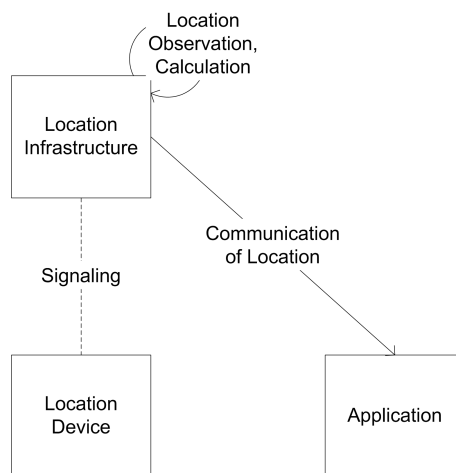 Location
Observation,
Calculation
Location
Infrastructure
Communication
of Location
Signaling
Location
Device
Application